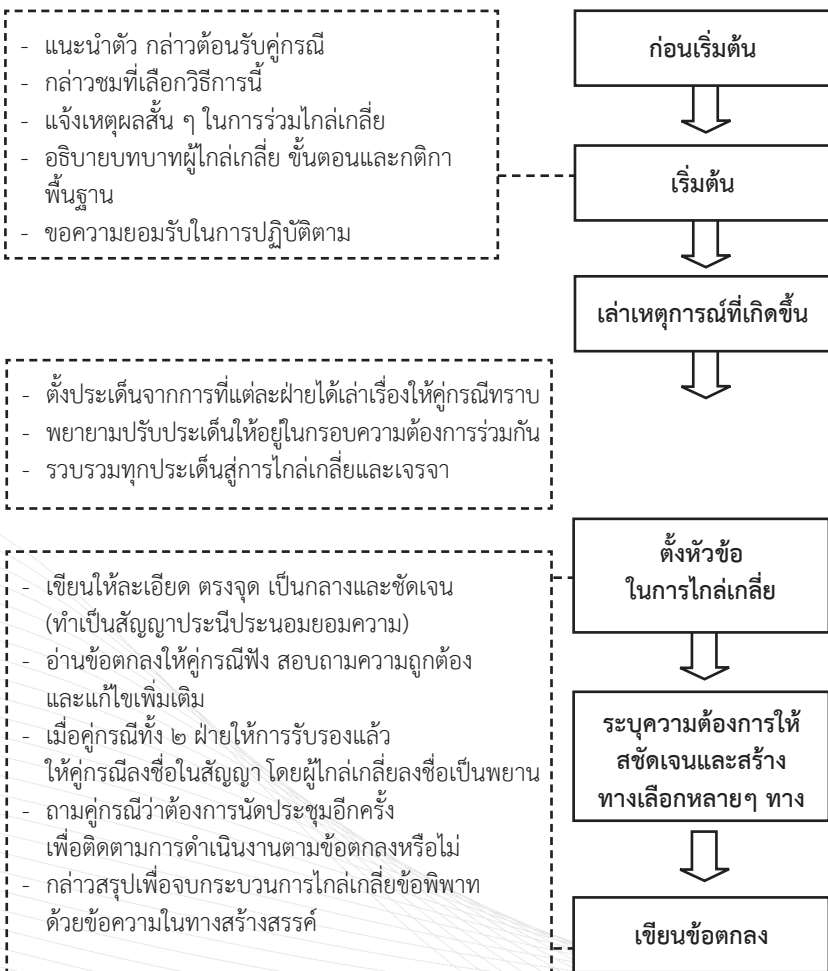 - แนะนำตัว กล่าวต้อนรับคู่กรณี
- กล่าวชมที่เลือกวิธีการนี้
- แจ้งเหตุผลสั้น ๆ ในการร่วมไกล่เกลี่ย
- อธิบายบทบาทผู้ไกล่เกลี่ย ขั้นตอนและกติกา
พื้นฐาน
- ขอความยอมรับในการปฏิบัติตาม
ก่อนเริ่มต้น
เริ่มต้น
เล่าเหตุการณ์ที่เกิดขึ้น
- ตั้งประเด็นจากการที่แต่ละฝ่ายได้เล่าเรื่องให้คู่กรณีทราบ
- พยายามปรับประเด็นให้อยู่ในกรอบความต้องการร่วมกัน
- รวบรวมทุกประเด็นสู่การไกล่เกลี่ยและเจรจา
ตั้งหัวข้อ
ในการไกล่เกลี่ย
- เขียนให้ละเอียด ตรงจุด เป็นกลางและชัดเจน
(ทำเป็นสัญญาประนีประนอมยอมความ)
- อ่านข้อตกลงให้คู่กรณีฟัง สอบถามความถูกต้อง
และแก้ไขเพิ่มเติม
- เมื่อคู่กรณีทั้ง ๒ ฝ่ายให้การรับรองแล้ว
ให้คู่กรณีลงชื่อในสัญญา โดยผู้ไกล่เกลี่ยลงชื่อเป็นพยาน
- ถามคู่กรณีว่าต้องการนัดประชุมอีกครั้ง
เพื่อติดตามการดำเนินงานตามข้อตกลงหรือไม่
- กล่าวสรุปเพื่อจบกระบวนการไกล่เกลี่ยข้อพิพาท
ด้วยข้อความในทางสร้างสรรค์
ระบุความต้องการให้
สชัดเจนและสร้าง
ทางเลือกหลายๆ ทาง
เขียนข้อตกลง